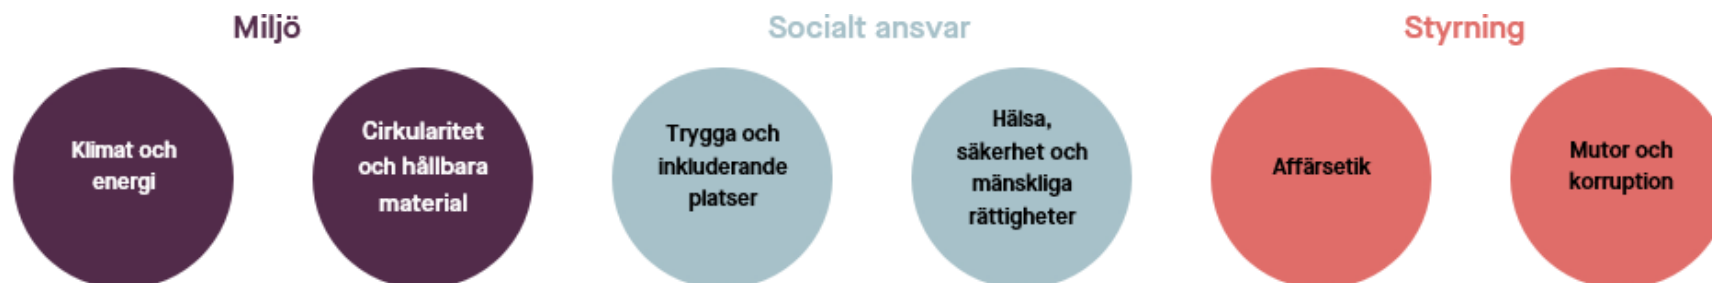 Miljö
Socialt ansvar
Styrning
Klimat och
energi
Cirkularitet
och hållbara
material
Trygga och
inkluderande
platser
Hälsa,
säkerhet och
mänskliga
rättigheter
Affärsetik
Mutor och
korruption